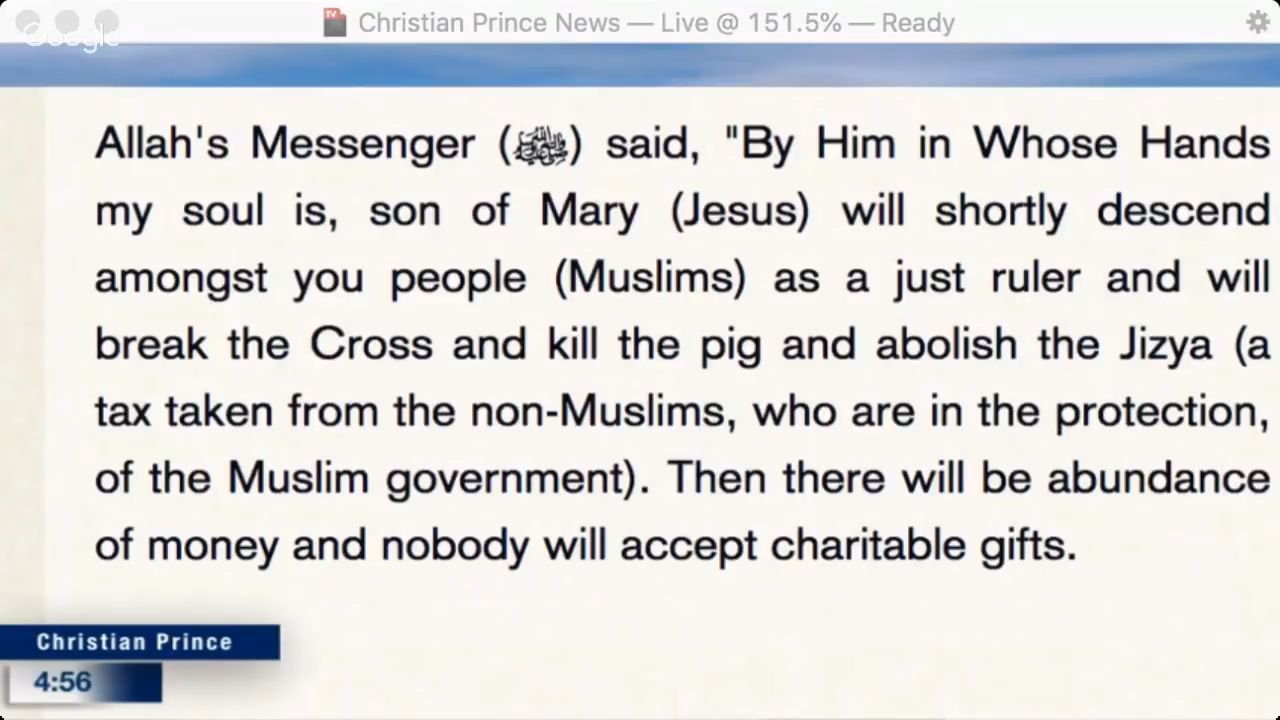 Christian Prince News — Live @ 151.5% — Ready
Google
TV
Allah's Messenger (ﷺ) said, "By Him in Whose Hands
my soul is, son of Mary (Jesus) will shortly descend
amongst you people (Muslims) as a just ruler and will
break the Cross and kill the pig and abolish the Jizya (a
tax taken from the non-Muslims, who are in the protection,
of the Muslim government). Then there will be abundance
of money and nobody will accept charitable gifts.
Christian Prince
4:56